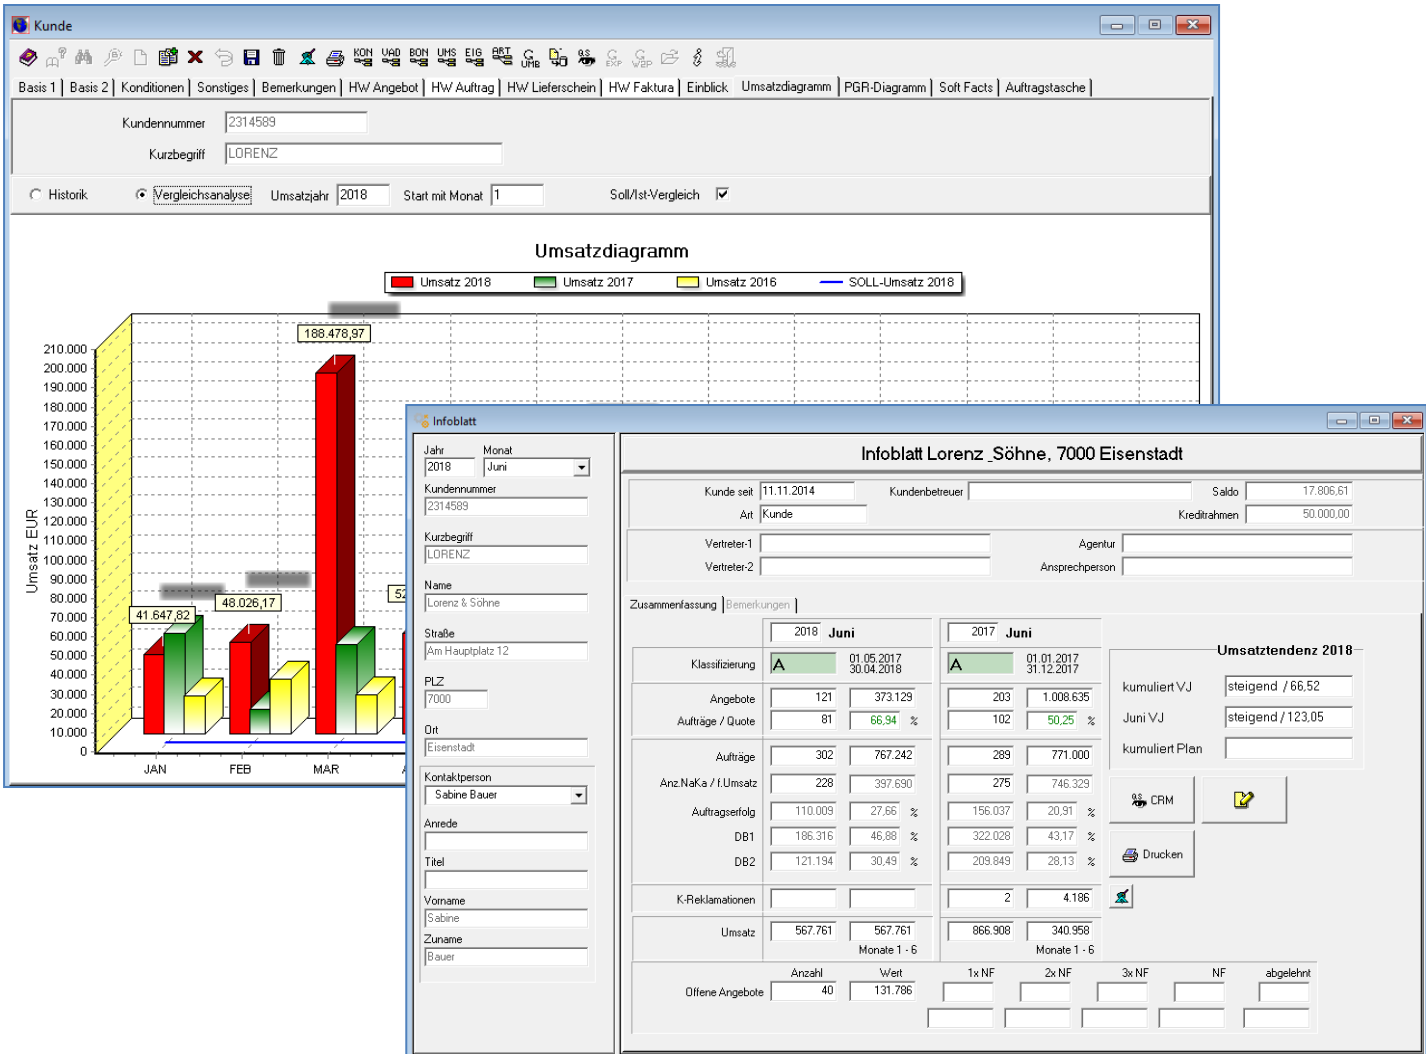 Kunde
KON VAD BON UMS EIG ART G UMB Q.S G EXP G W2P
Basis 1 Basis 2 Konditionen Sonstiges Bemerkungen HW Angebot HW Auftrag HW Lieferschein HW Faktura Einblick Umsatzdiagramm PGR-Diagramm Soft Facts Auftragstasche
Kundennummer 2314589
Kurzbegriff LORENZ
Historik Vergleichsanalyse Umsatzjahr 2018 Start mit Monat 1 Soll/Ist-Vergleich
Umsatzdiagramm
Umsatz 2018 Umsatz 2017 Umsatz 2016 SOLL-Umsatz 2018
188.478,97
210.000
200.000
190.000
180.000
170.000
160.000
150.000
140.000
130.000
120.000
110.000
100.000
90.000
80.000
70.000
60.000
50.000
40.000
30.000
20.000
10.000
0
Umsatz EUR
41.647,82
48.026,17
52
JAN FEB MAR A
Infoblatt
Jahr Monat
2018 Juni
Kundennummer
2314589
Kurzbegriff
LORENZ
Name
Lorenz & Söhne
Straße
Am Hauptplatz 12
PLZ
7000
Ort
Eisenstadt
Kontaktperson
Sabine Bauer
Anrede
Titel
Vorname
Sabine
Zuname
Bauer
Infoblatt Lorenz _Söhne, 7000 Eisenstadt
Kunde seit 11.11.2014 Kundenbetreuer Saldo 17.806,61
Art Kunde Kreditrahmen 50.000,00
Vertreter-1 Agentur
Vertreter-2 Ansprechperson
Zusammenfassung Bemerkungen
2018 Juni 2017 Juni
Klassifizierung A 01.05.2017 30.04.2018 A 01.01.2017 31.12.2017
Angebote 121 373.129 203 1.008.635
Aufträge / Quote 81 66,94 % 102 50,25 %
Aufträge 302 767.242 289 771.000
Anz.NaKa / f.Umsatz 228 397.690 275 746.329
Auftragserfolg 110.009 27,66 % 156.037 20,91 %
DB1 186.316 46,88 % 322.028 43,17 %
DB2 121.194 30,49 % 209.849 28,13 %
K-Reklamationen 2 4.186
Umsatz 567.761 567.761 866.908 340.958
Monate 1 - 6 Monate 1 - 6
Anzahl Wert 1x NF 2x NF 3x NF NF abgelehnt
Offene Angebote 40 131.786
Umsatztendenz 2018
kumuliert VJ steigend / 66,52
Juni VJ steigend / 123,05
kumuliert Plan
Q.S CRM
Drucken